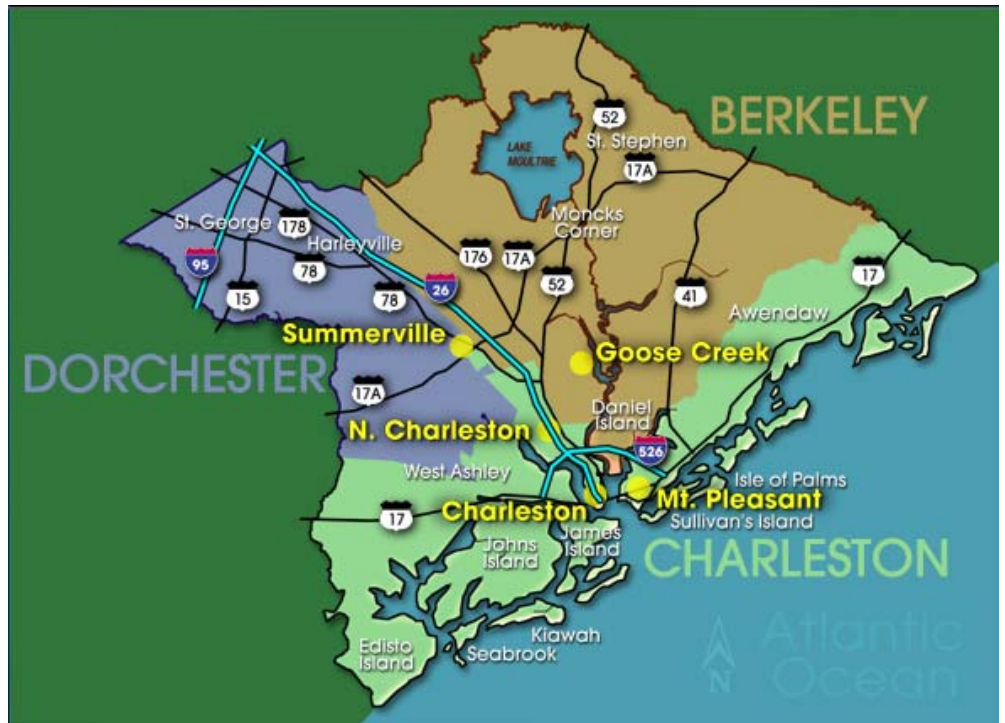 BERKELEY
52
St. Stephen
LAKE
MOULTRIE
17A
Moncks
Corner
St. George
178
Harleyville
95
78
15
176
17A
52
26
78
41
17
Awendaw
Summerville
Goose Creek
DORCHESTER
17A
Daniel
Island
N. Charleston
526
West Ashley
Isle of Palms
Mt. Pleasant
Charleston
17
Sullivan's Island
James
Island
Johns
Island
CHARLESTON
Kiawah
Seabrook
Edisto
Island
N
Atlantic
Ocean